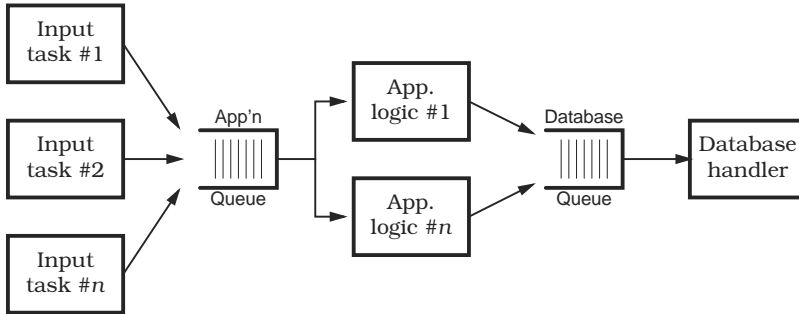 Input
task #1
Input
task #2
Input
task #n
App'n
Queue
App.
logic #1
App.
logic #n
Database
Queue
Database
handler